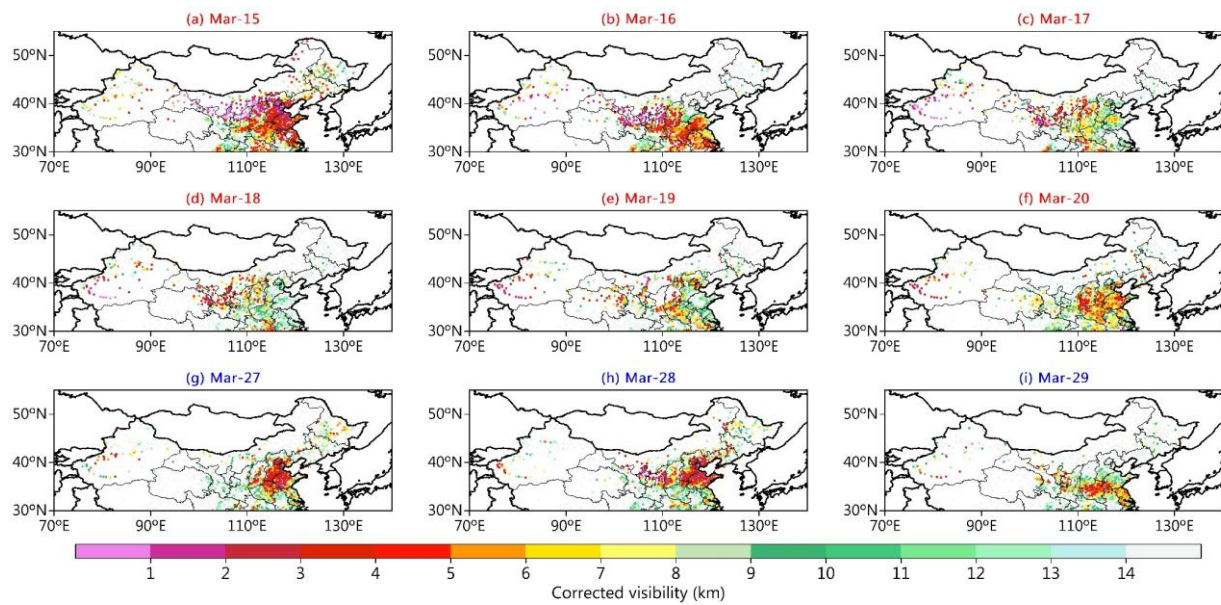 (a) Mar-15 (b) Mar-16 (c) Mar-17
50°N 50°N 50°N
40°N 40°N 40°N
30°N 30°N 30°N
70°E 90°E 110°E 130°E 70°E 90°E 110°E 130°E 70°E 90°E 110°E 130°E
(d) Mar-18 (e) Mar-19 (f) Mar-20
50°N 50°N 50°N
40°N 40°N 40°N
30°N 30°N 30°N
70°E 90°E 110°E 130°E 70°E 90°E 110°E 130°E 70°E 90°E 110°E 130°E
(g) Mar-27 (h) Mar-28 (i) Mar-29
50°N 50°N 50°N
40°N 40°N 40°N
30°N 30°N 30°N
70°E 90°E 110°E 130°E 70°E 90°E 110°E 130°E 70°E 90°E 110°E 130°E
1 2 3 4 5 6 7 8 9 10 11 12 13 14
Corrected visibility (km)